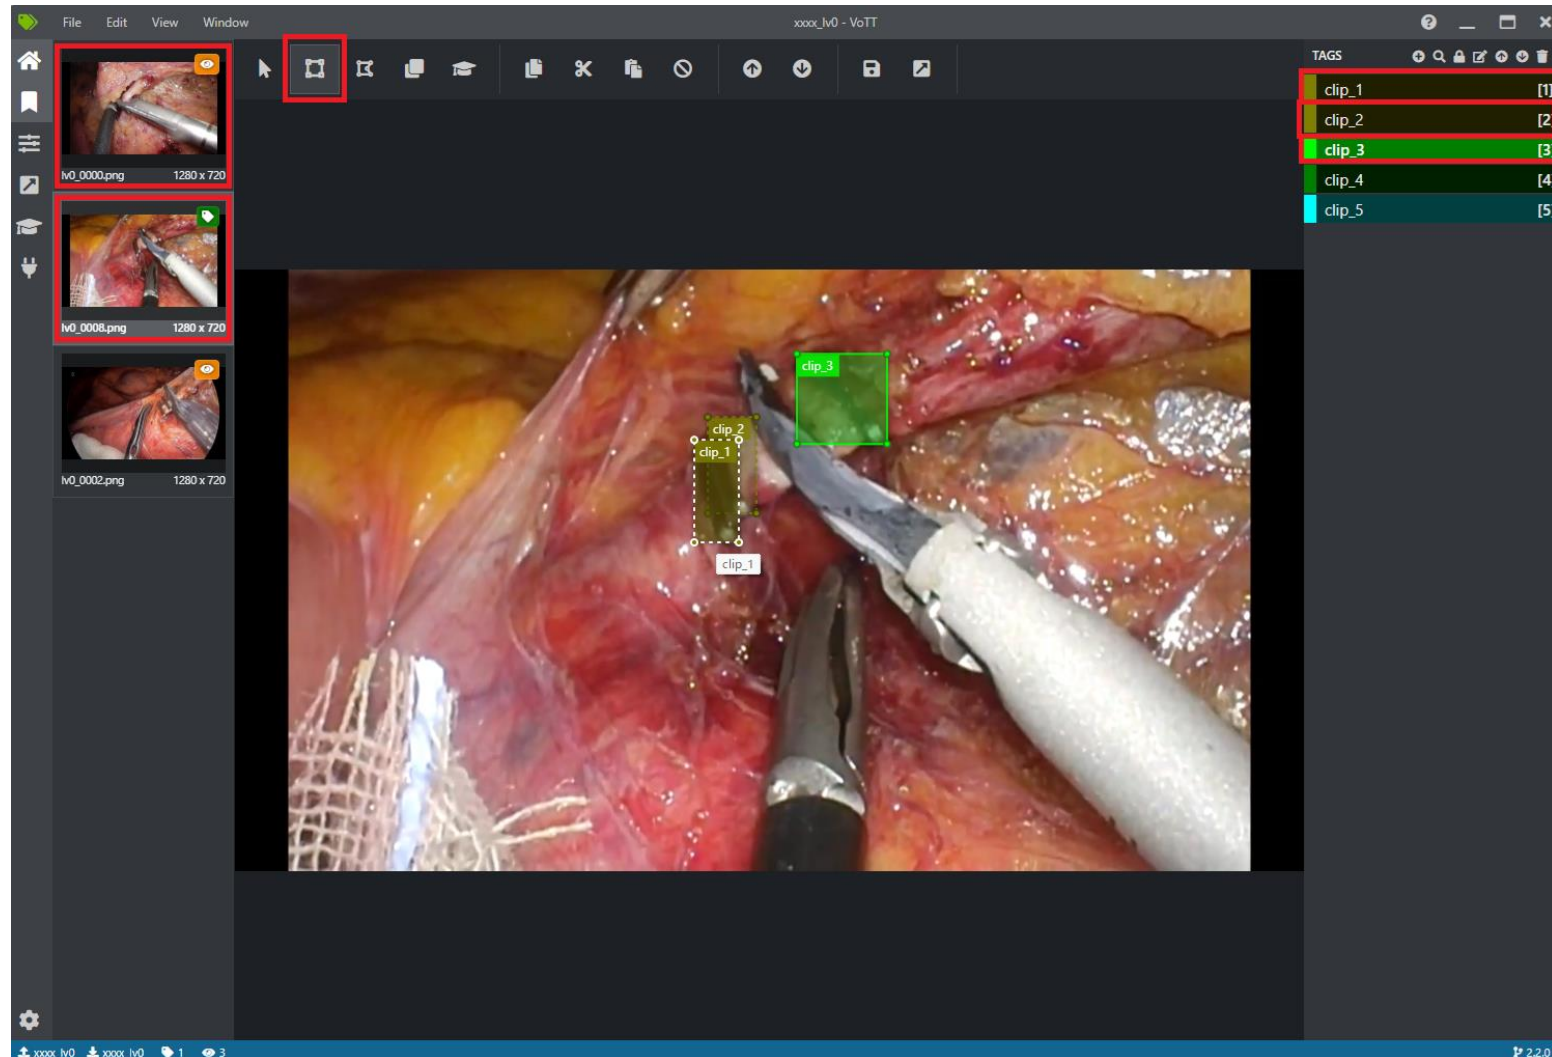 File Edit View Window xxxx_lv0 - VoTT
lv0_0000.png 1280 x 720
lv0_0008.png 1280 x 720
lv0_0002.png 1280 x 720
clip_3
clip_2
clip_1
clip_1
TAGS
clip_1 [1]
clip_2 [2]
clip_3 [3]
clip_4 [4]
clip_5 [5]
xxxx_lv0 xxxx_lv0 1 3 2.2.0